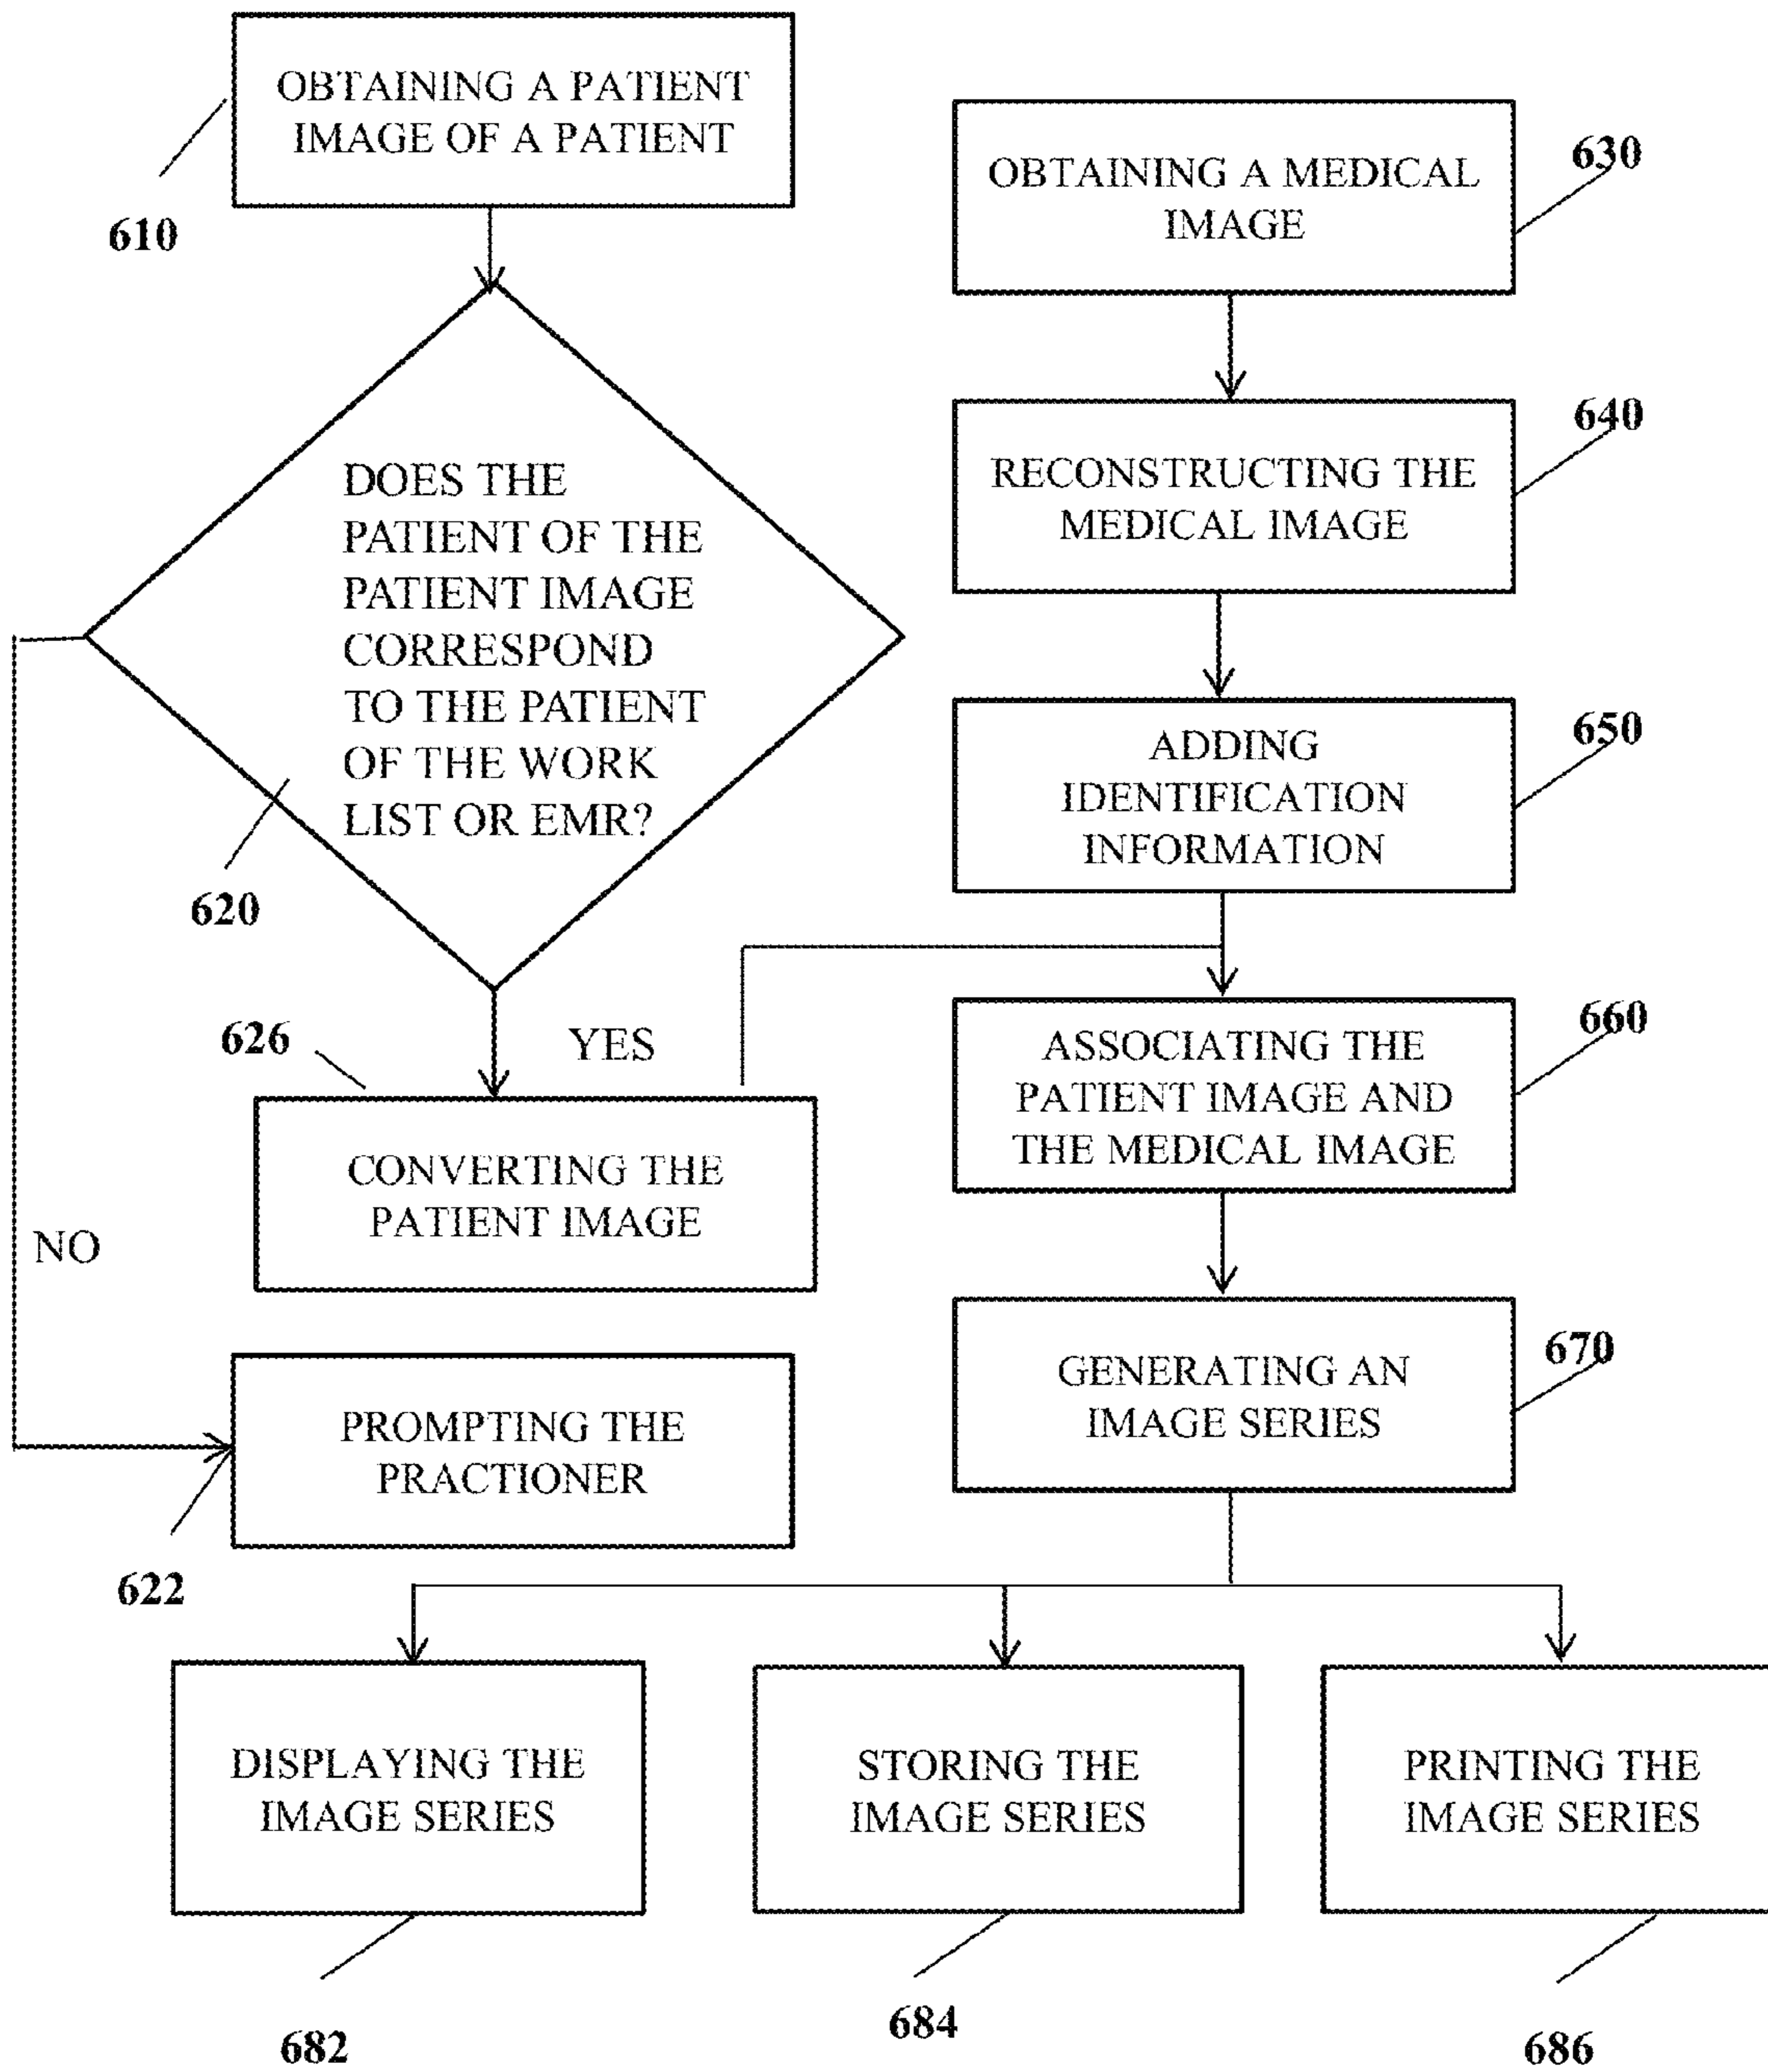 OBTAINING A PATIENT
IMAGE OF A PATIENT
610
DOES THE
PATIENT OF THE
PATIENT IMAGE
CORRESPOND
TO THE PATIENT
OF THE WORK
LIST OR EMR?
620
YES
626
CONVERTING THE
PATIENT IMAGE
NO
PROMPTING THE
PRACTIONER
622
OBTAINING A MEDICAL
IMAGE
630
RECONSTRUCTING THE
MEDICAL IMAGE
640
ADDING
IDENTIFICATION
INFORMATION
650
ASSOCIATING THE
PATIENT IMAGE AND
THE MEDICAL IMAGE
660
GENERATING AN
IMAGE SERIES
670
DISPLAYING THE
IMAGE SERIES
682
STORING THE
IMAGE SERIES
684
PRINTING THE
IMAGE SERIES
686